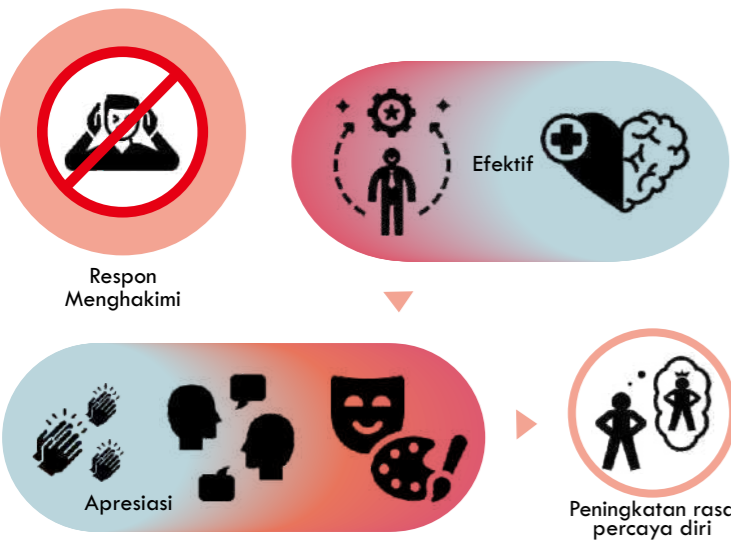 Efektif
Respon
Menghakimi
Apresiasi
Peningkatan rasa
percaya diri